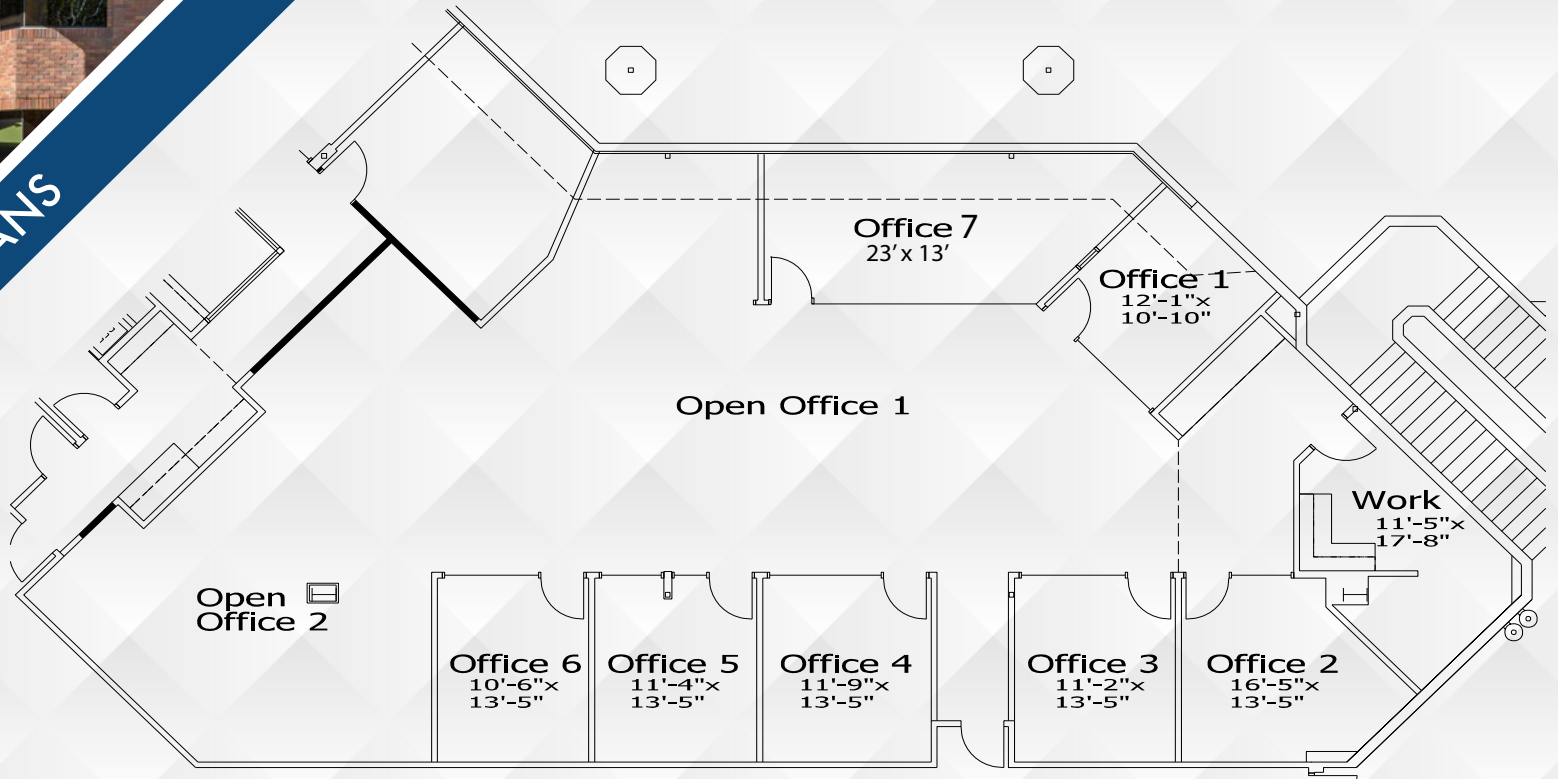 ANS
Office 7
23' x 13'
Office 1
12'-1"x
10'-10"
Open Office 1
Work
11'-5"x
17'-8"
Open
Office 2
Office 6
10'-6"x
13'-5"
Office 5
11'-4"x
13'-5"
Office 4
11'-9"x
13'-5"
Office 3
11'-2"x
13'-5"
Office 2
16'-5"x
13'-5"